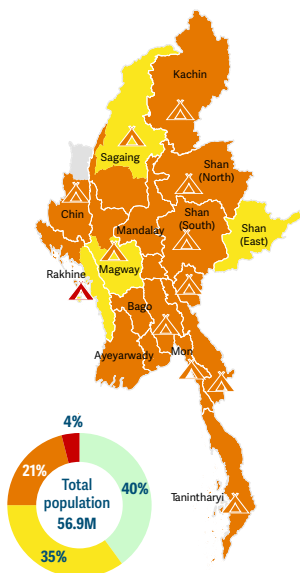 Kachin
Sagaing
Shan
(North)
Chin
Shan
(South)
Mandalay
Shan
(East)
Rakhine
Magway
Bago
Ayeyarwady
Mon
Tanintharyi
4%
21%
40%
35%
Total
population
56.9M